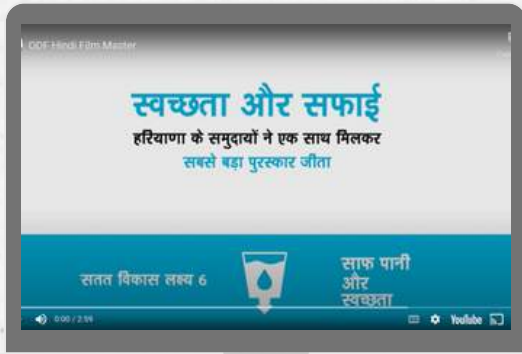 ODF Hindi Film Master
स्वच्छता और सफाई
हरियाणा के समुदायों ने एक साथ मिलकर
सबसे बड़ा पुरस्कार जीता
सतत विकास लक्ष्य 6
साफ पानी
और
स्वच्छता
0:00 / 2:59
YouTube